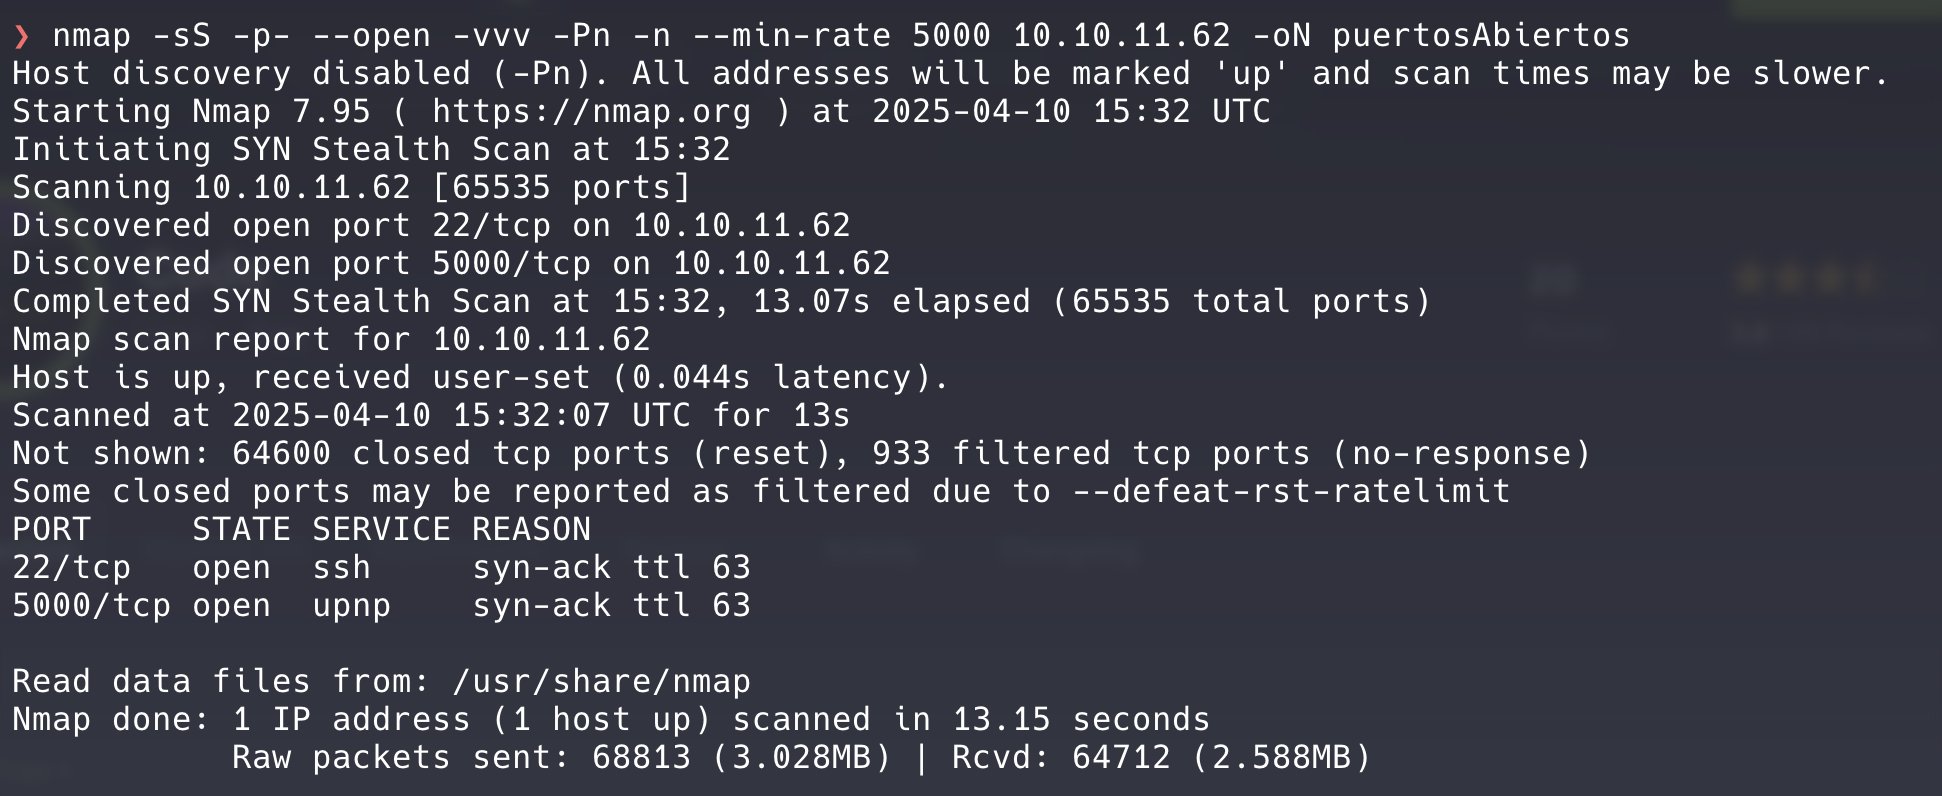 ❯ nmap -sS -p- --open -vvv -Pn -n --min-rate 5000 10.10.11.62 -oN puertosAbiertos
Host discovery disabled (-Pn). All addresses will be marked 'up' and scan times may be slower.
Starting Nmap 7.95 ( https://nmap.org ) at 2025-04-10 15:32 UTC
Initiating SYN Stealth Scan at 15:32
Scanning 10.10.11.62 [65535 ports]
Discovered open port 22/tcp on 10.10.11.62
Discovered open port 5000/tcp on 10.10.11.62
Completed SYN Stealth Scan at 15:32, 13.07s elapsed (65535 total ports)
Nmap scan report for 10.10.11.62
Host is up, received user-set (0.044s latency).
Scanned at 2025-04-10 15:32:07 UTC for 13s
Not shown: 64600 closed tcp ports (reset), 933 filtered tcp ports (no-response)
Some closed ports may be reported as filtered due to --defeat-rst-ratelimit
PORT     STATE SERVICE REASON
22/tcp   open  ssh     syn-ack ttl 63
5000/tcp open  upnp    syn-ack ttl 63
Read data files from: /usr/share/nmap
Nmap done: 1 IP address (1 host up) scanned in 13.15 seconds
Raw packets sent: 68813 (3.028MB) | Rcvd: 64712 (2.588MB)